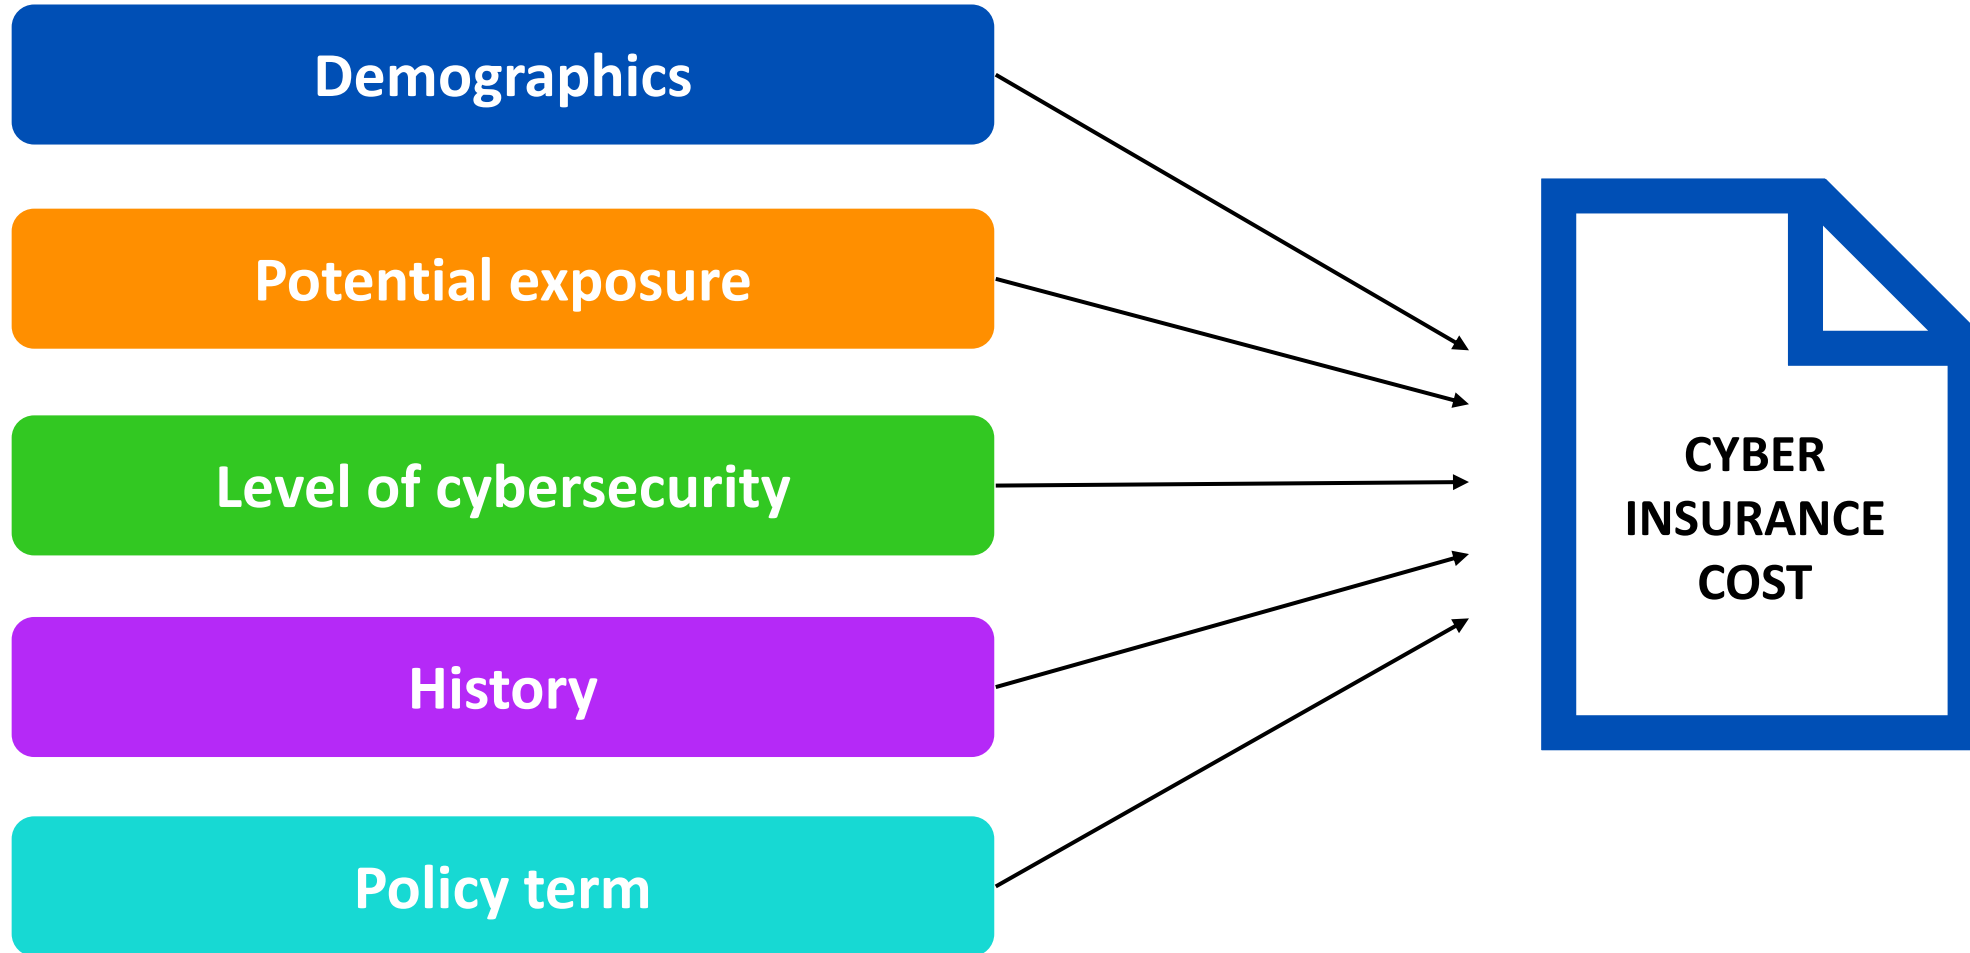 Demographics
Potential exposure
Level of cybersecurity
History
Policy term
CYBER
INSURANCE
COST